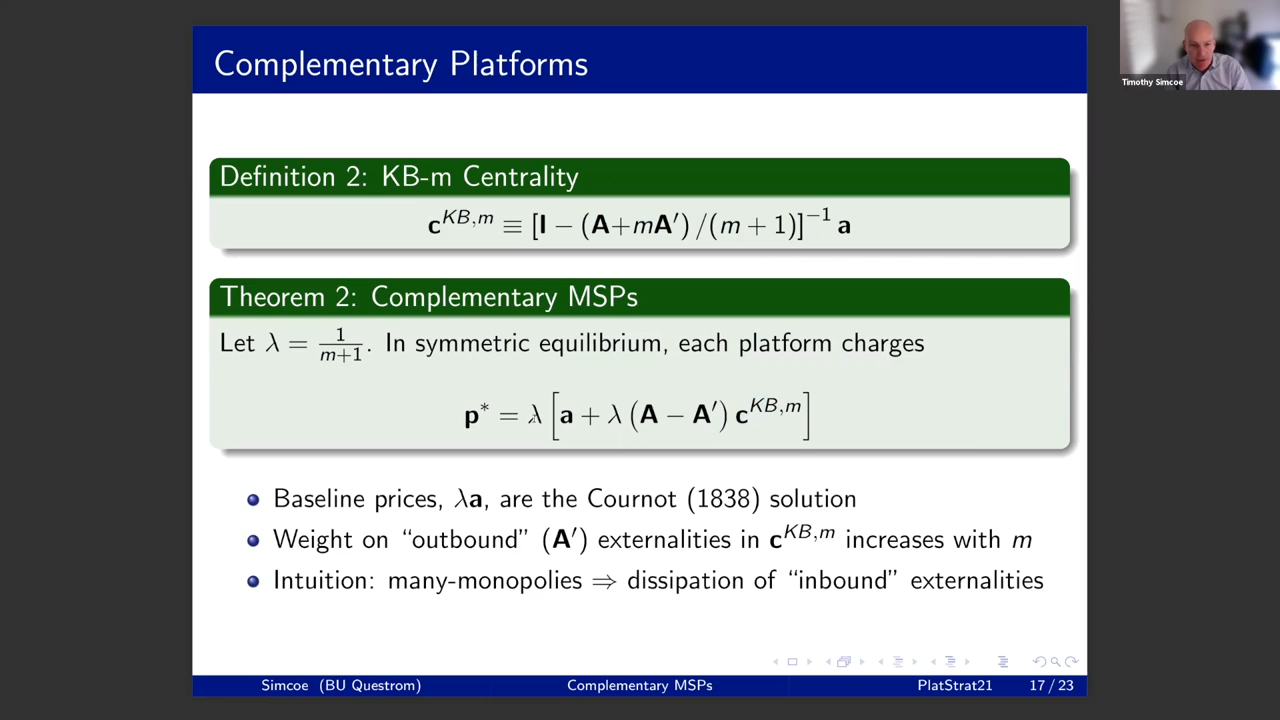 Complementary Platforms
Timothy Simcoe
Definition 2: KB-m Centrality
c^{KB,m} ≡ [I − (A+mA′)/(m + 1)]^{−1} a
Theorem 2: Complementary MSPs
Let λ = 1/(m+1). In symmetric equilibrium, each platform charges
p* = λ [a + λ (A − A′) c^{KB,m}]
Baseline prices, λa, are the Cournot (1838) solution
Weight on “outbound” (A′) externalities in c^{KB,m} increases with m
Intuition: many-monopolies ⇒ dissipation of “inbound” externalities
Simcoe (BU Questrom) Complementary MSPs PlatStrat21 17 / 23